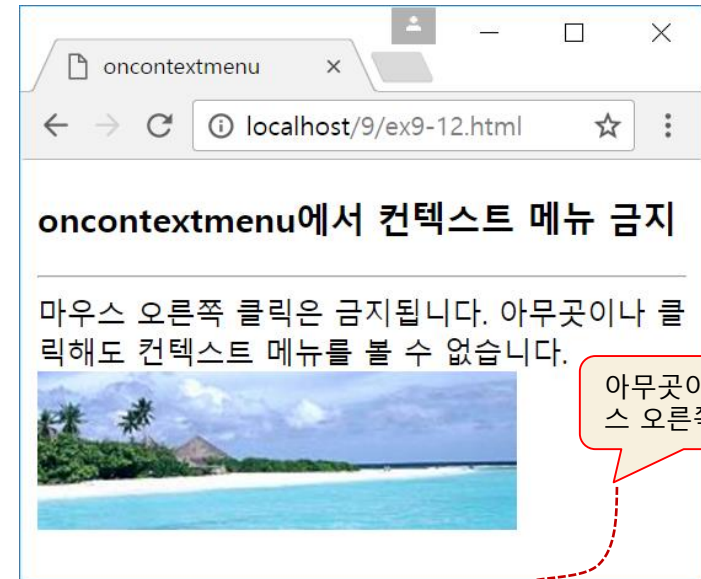 oncontextmenu
localhost/9/ex9-12.html
oncontextmenu에서 컨텍스트 메뉴 금지
마우스 오른쪽 클릭은 금지됩니다. 아무곳이나 클
릭해도 컨텍스트 메뉴를 볼 수 없습니다.
아무곳이
스 오른쪽